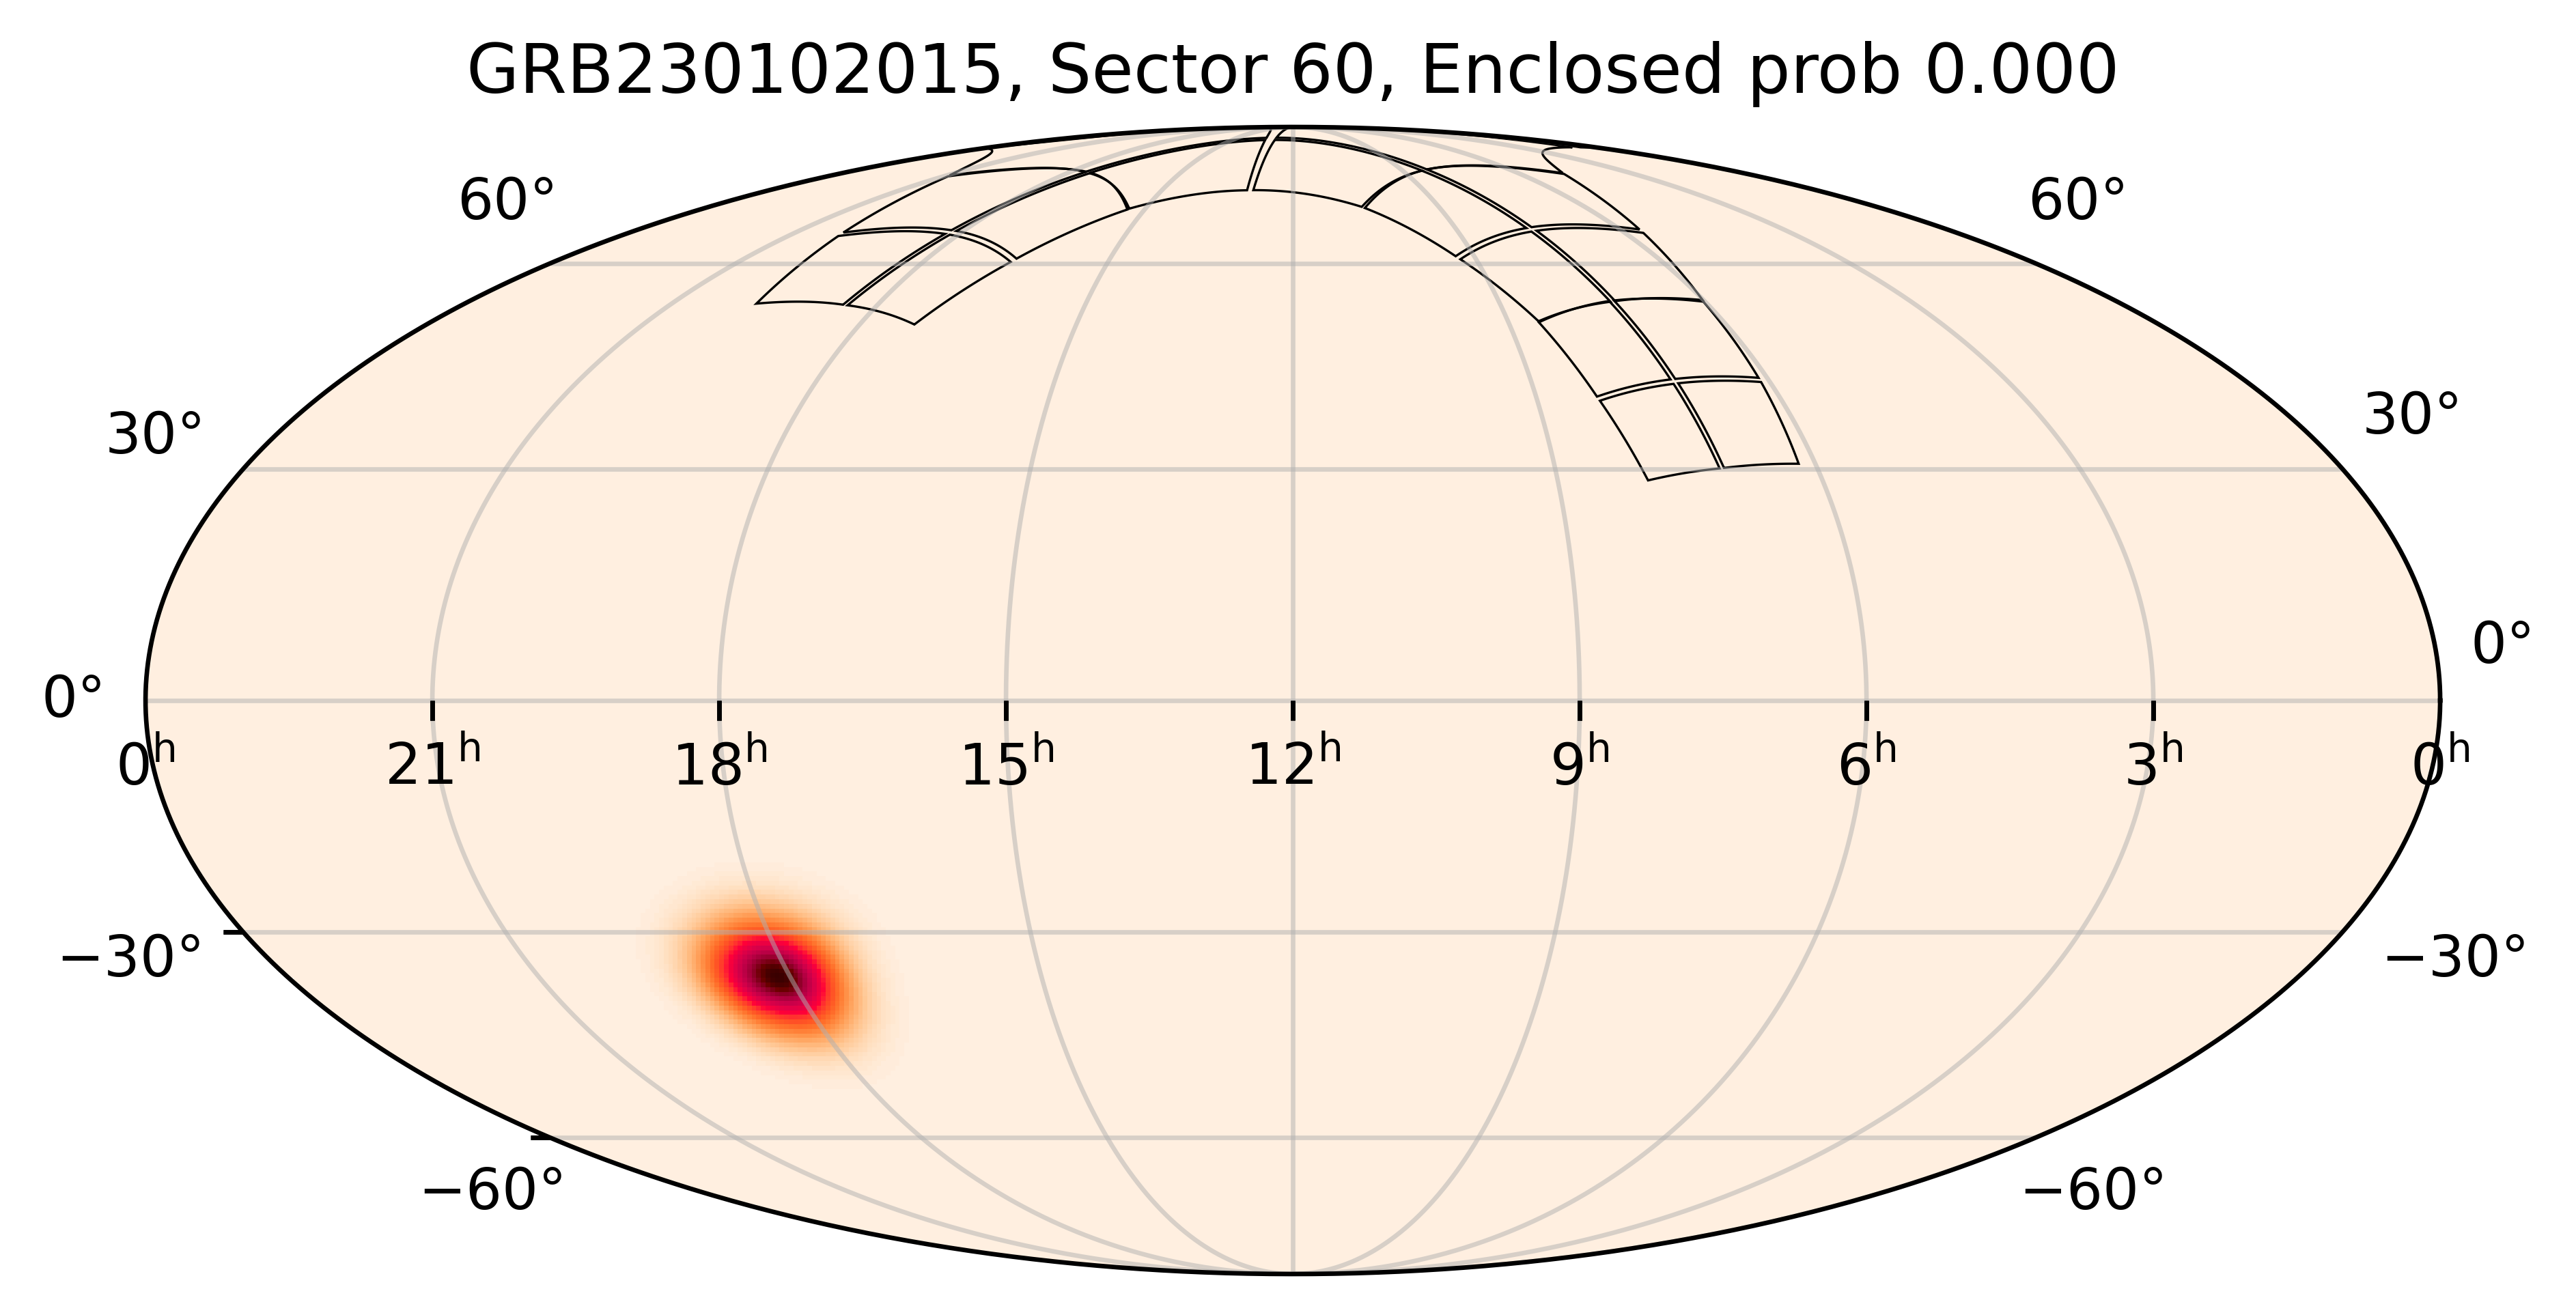 GRB230102015, Sector 60, Enclosed prob 0.000
60° 60°
30° 30°
0° 0°
0ʰ 21ʰ 18ʰ 15ʰ 12ʰ 9ʰ 6ʰ 3ʰ 0ʰ
−30° −30°
−60° −60°